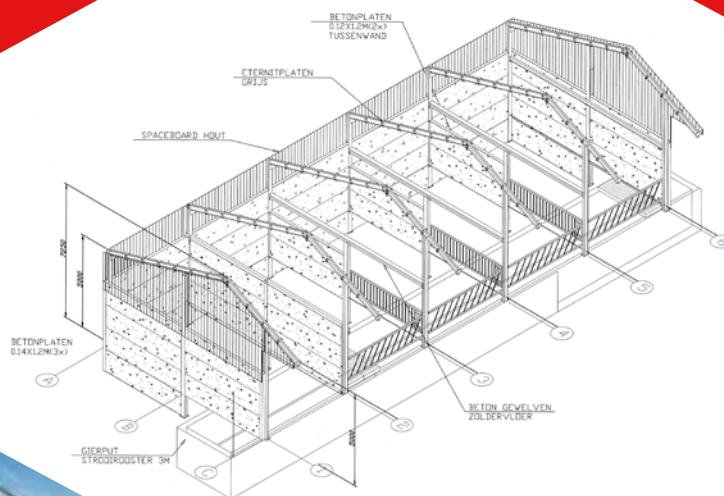 BETONPLATEN
0.12X1.2M(2x)
TUSSENWAND
ETERNITPLATEN
GRIJS
SPACEBOARD HOUT
7250
5000
BETONPLATEN
0.14X1.2M(3x)
A
B
C
GIERPUT
STROOIROOSTER 3M
BETON GEWELVEN
ZOLDERVLOER
1
2
3
4
5
6